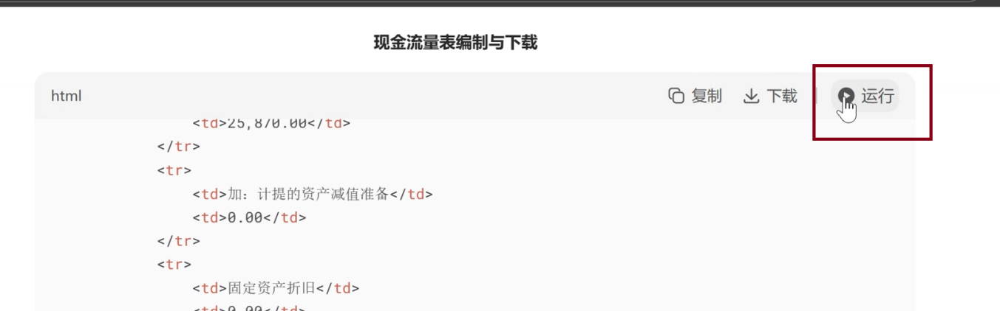 现金流量表编制与下载
html 复制 下载 运行
<td>25,870.00</td>
</tr>
<tr>
<td>加：计提的资产减值准备</td>
<td>0.00</td>
</tr>
<tr>
<td>固定资产折旧</td>
<td>0.00</td>